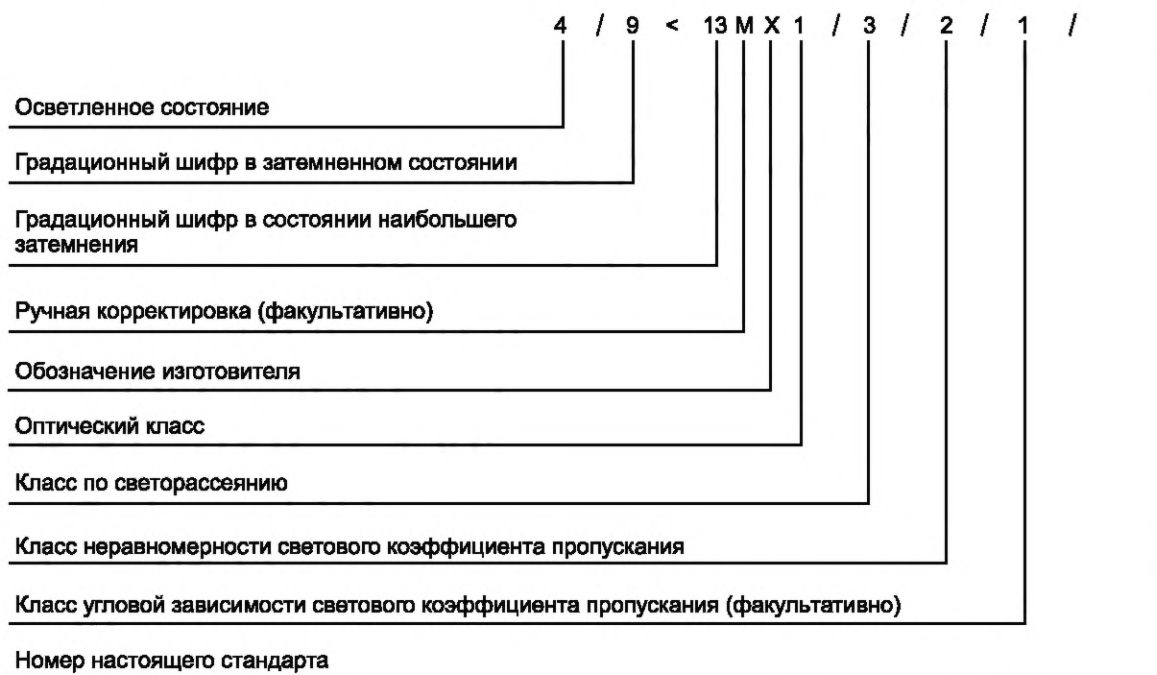 4 / 9 < 13 М Х 1 / 3 / 2 / 1 /
Осветленное состояние
Градационный шифр в затемненном состоянии
Градационный шифр в состоянии наибольшего
затемнения
Ручная корректировка (факультативно)
Обозначение изготовителя
Оптический класс
Класс по светорассеянию
Класс неравномерности светового коэффициента пропускания
Класс угловой зависимости светового коэффициента пропускания (факультативно)
Номер настоящего стандарта